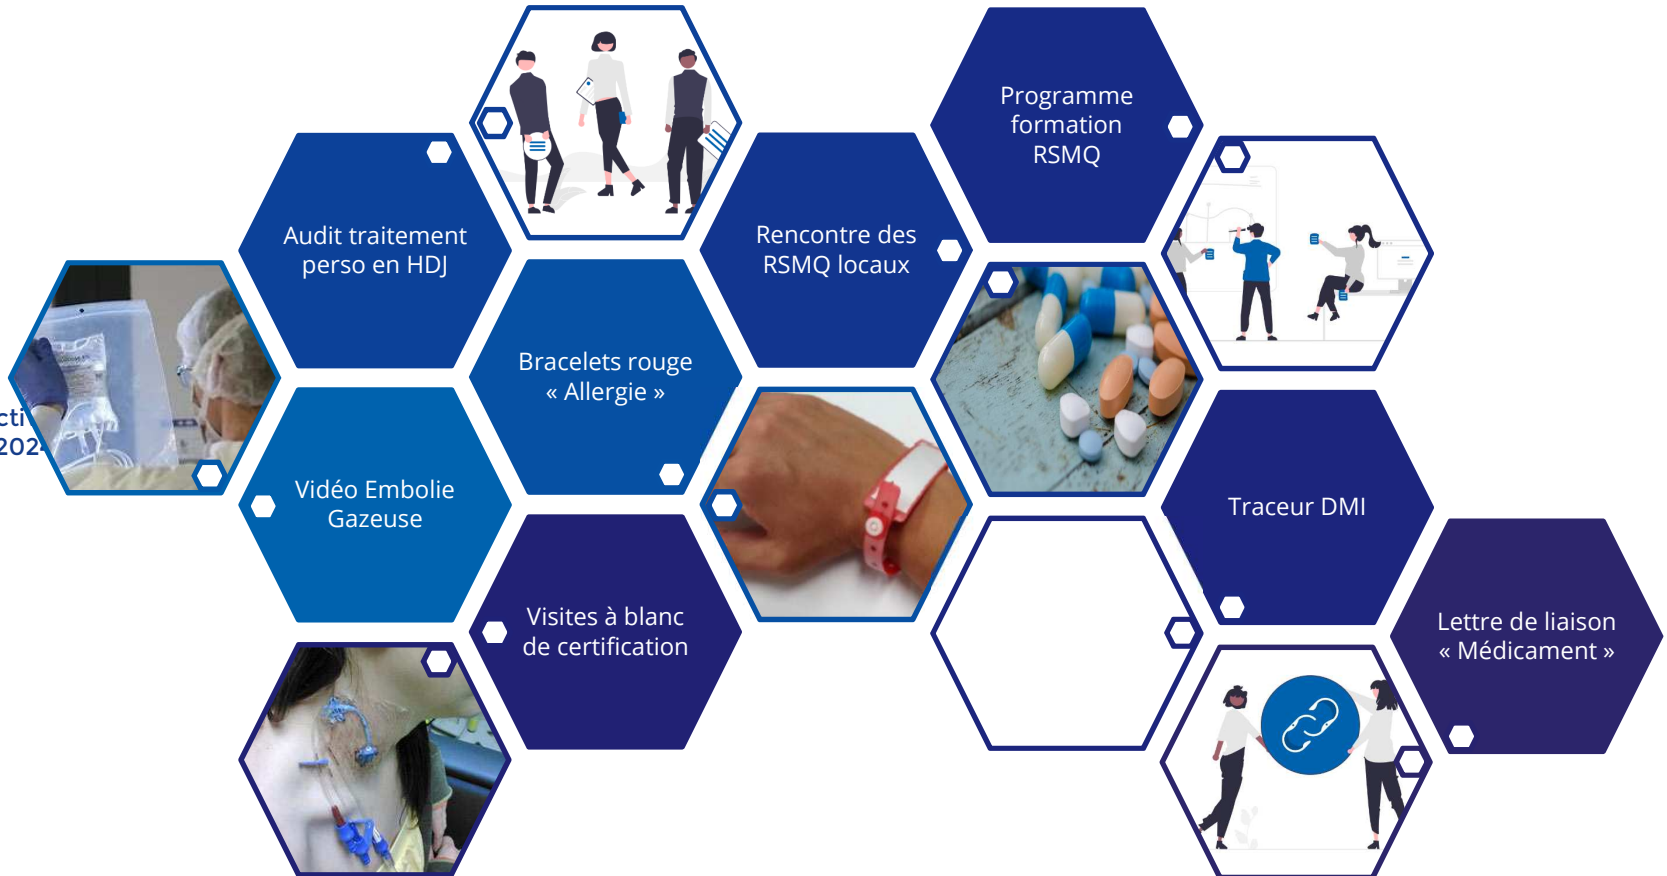 Programme
formation
RSMQ
Audit traitement
perso en HDJ
Rencontre des
RSMQ locaux
Bracelets rouge
« Allergie »
Vidéo Embolie
Gazeuse
Traceur DMI
Visites à blanc
de certification
Lettre de liaison
« Médicament »